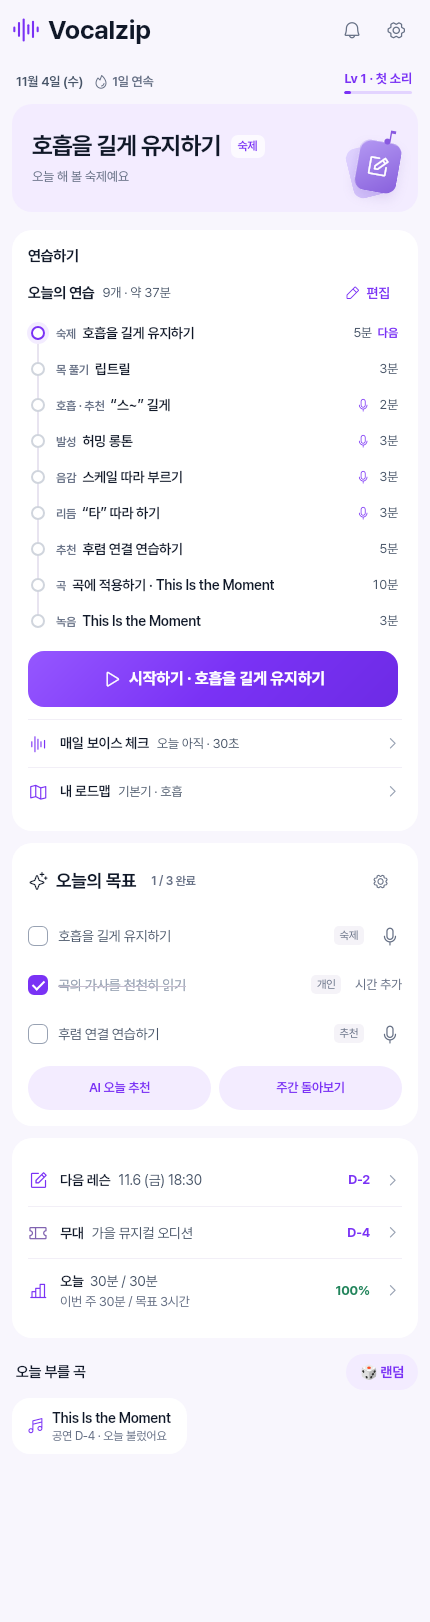 Vocalzip
11월 4일 (수) 1일 연속 Lv 1 · 첫 소리
호흡을 길게 유지하기 숙제
오늘 해 볼 숙제예요
연습하기
오늘의 연습 9개 · 약 37분 편집
숙제 호흡을 길게 유지하기 5분 다음
목 풀기 립트릴 3분
호흡 · 추천 “스~” 길게 2분
발성 허밍 롱톤 3분
음감 스케일 따라 부르기 3분
리듬 “타” 따라 하기 3분
추천 후렴 연결 연습하기 5분
곡 곡에 적용하기 · This Is the Moment 10분
녹음 This Is the Moment 3분
시작하기 · 호흡을 길게 유지하기
매일 보이스 체크 오늘 아직 · 30초
내 로드맵 기본기 · 호흡
오늘의 목표 1 / 3 완료
호흡을 길게 유지하기 숙제
곡의 가사를 천천히 읽기 개인 시간 추가
후렴 연결 연습하기 추천
AI 오늘 추천 주간 돌아보기
다음 레슨 11.6 (금) 18:30 D-2
무대 가을 뮤지컬 오디션 D-4
오늘 30분 / 30분 100%
이번 주 30분 / 목표 3시간
오늘 부를 곡 랜덤
This Is the Moment
공연 D-4 · 오늘 불렀어요